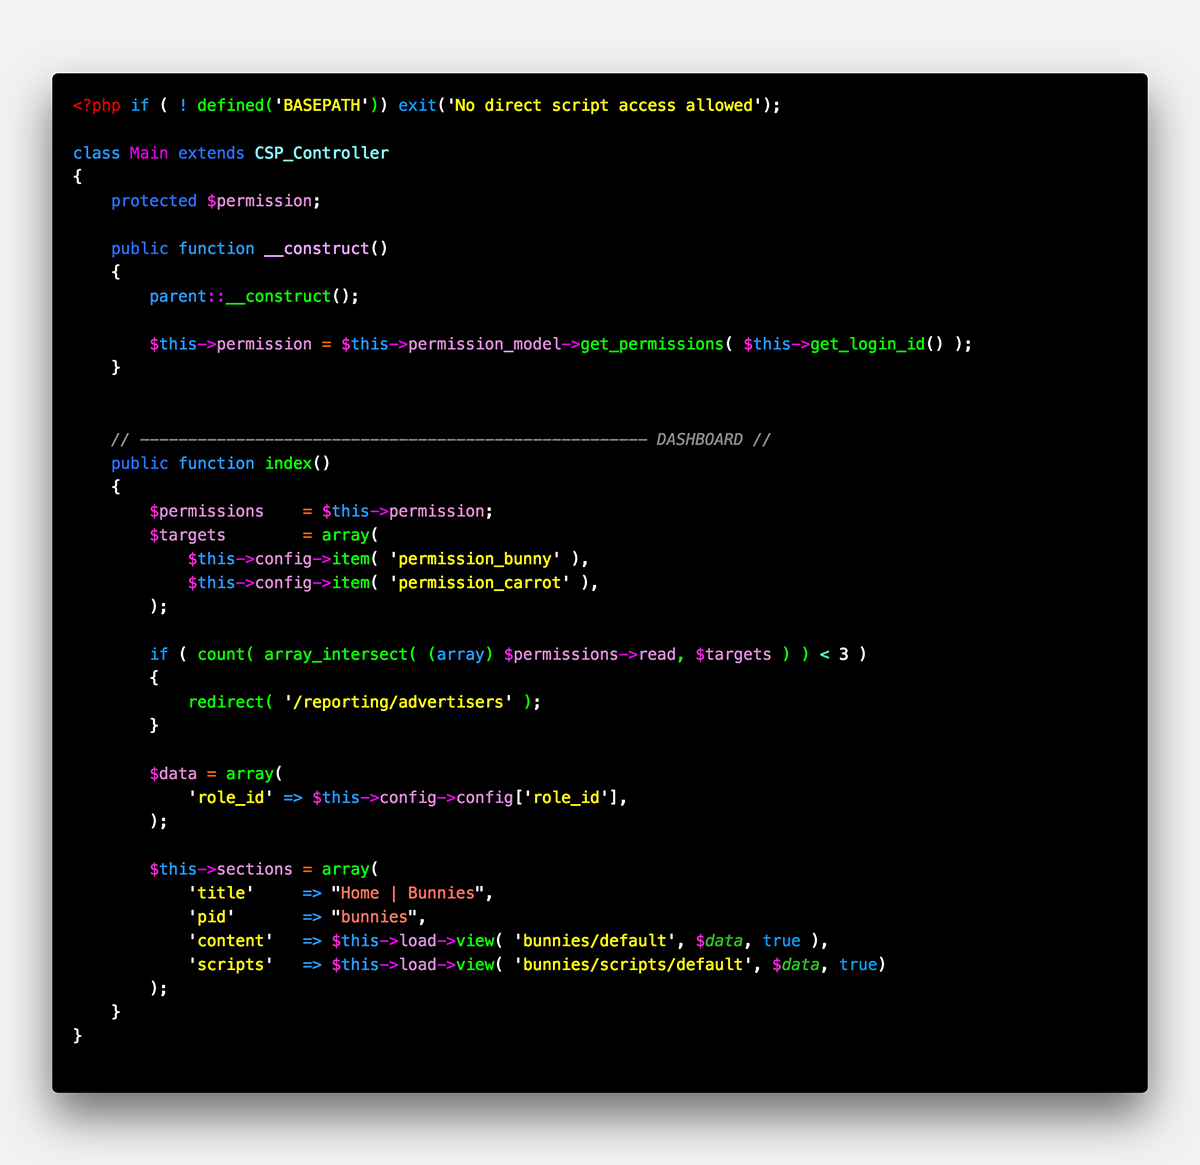 <?php if ( ! defined('BASEPATH')) exit('No direct script access allowed');
class Main extends CSP_Controller
{
protected $permission;
public function __construct()
{
parent::__construct();
$this->permission = $this->permission_model->get_permissions( $this->get_login_id() );
}
// ----------------------------------------------------- DASHBOARD //
public function index()
{
$permissions    = $this->permission;
$targets        = array(
$this->config->item( 'permission_bunny' ),
$this->config->item( 'permission_carrot' ),
);
if ( count( array_intersect( (array) $permissions->read, $targets ) ) < 3 )
{
redirect( '/reporting/advertisers' );
}
$data = array(
'role_id' => $this->config->config['role_id'],
);
$this->sections = array(
'title'     => "Home | Bunnies",
'pid'       => "bunnies",
'content'   => $this->load->view( 'bunnies/default', $data, true ),
'scripts'   => $this->load->view( 'bunnies/scripts/default', $data, true)
);
}
}